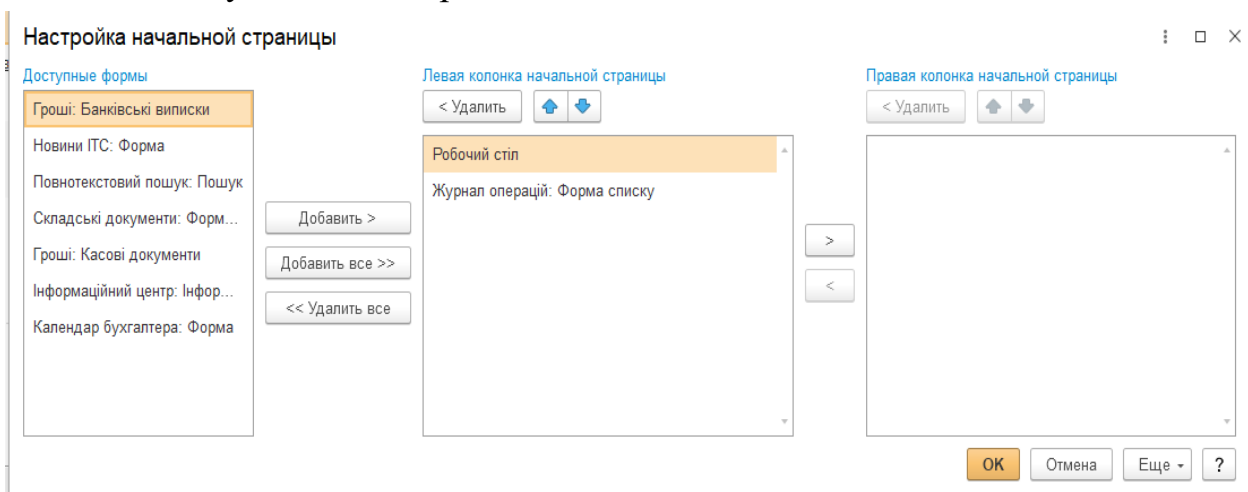 Настройка начальной страницы
Доступные формы
Гроші: Банківські виписки
Новини ІТС: Форма
Повнотекстовий пошук: Пошук
Складські документи: Форм...
Гроші: Касові документи
Інформаційний центр: Інфор...
Календар бухгалтера: Форма
Добавить >
Добавить все >>
<< Удалить все
Левая колонка начальной страницы
< Удалить
Робочий стіл
Журнал операцій: Форма списку
>
<
Правая колонка начальной страницы
< Удалить
ОК
Отмена
Еще
?